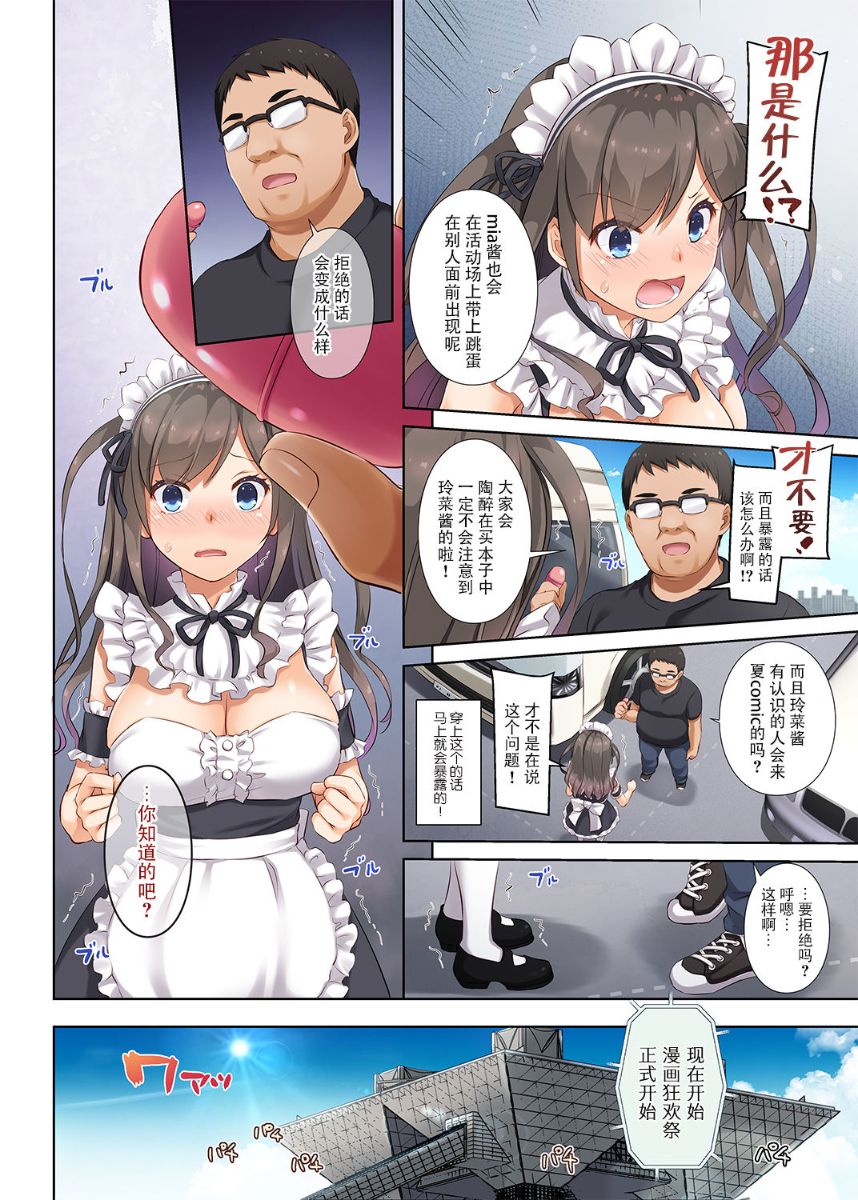 那是什么!?
mia酱也会
在活动场上带上跳蛋
在别人面前出现呢
才不要!
而且暴露的话
该怎么办啊!?
大家会
陶醉在买本子中
一定不会注意到
玲菜酱的啦!
而且玲菜酱
有认识的人会来
夏comic的吗?
才不是在说
这个问题!
穿上这个的话
马上就会暴露的!
…要拒绝吗?
呼嗯…
这样啊…
ブル
ブル
拒绝的话
会变成什么样
…你知道的吧?
ブル
ブル
ブル
ブル
现在开始
漫画狂欢祭
正式开始
ワァァッ
パチ
パチ
パチ
パチ
パチ